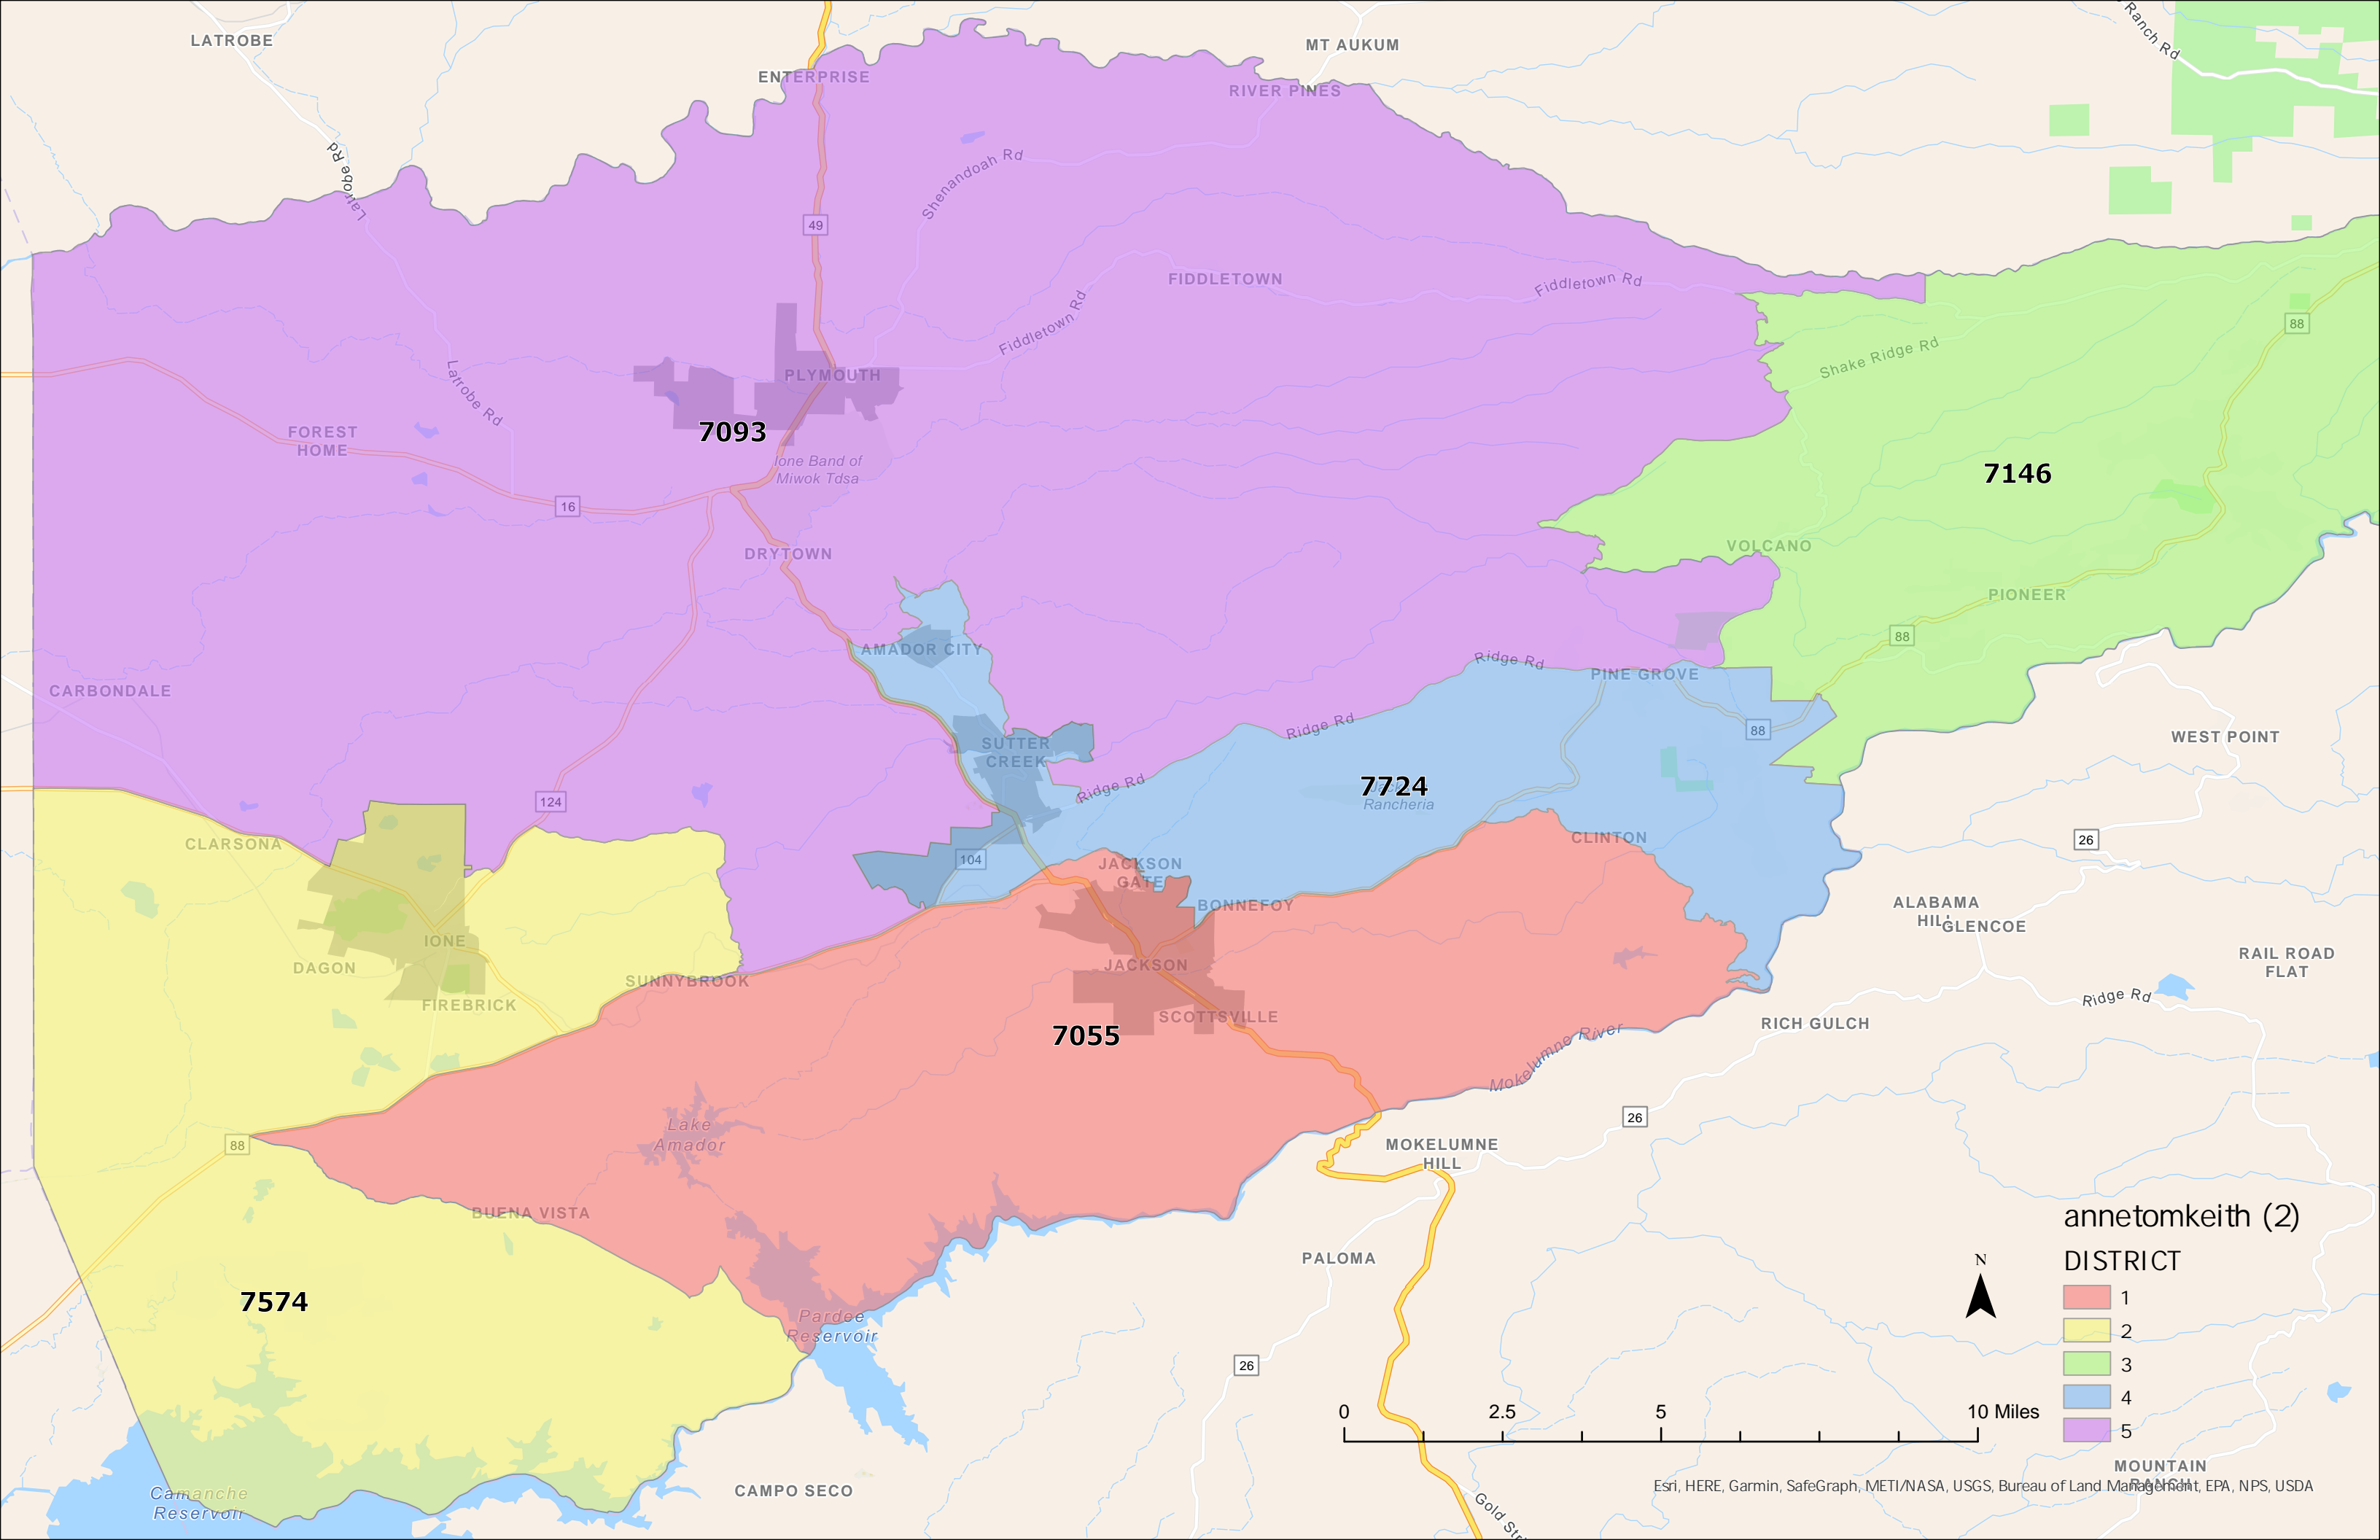 LATROBE
MT AUKUM
Ranch Rd
ENTERPRISE
RIVER PINES
Latrobe Rd
Latrobe Rd
Shenandoah Rd
49
FIDDLETOWN
Fiddletown Rd
Fiddletown Rd
88
Shake Ridge Rd
PLYMOUTH
7093
Latrobe Rd
FOREST
HOME
Ione Band of
Miwok Tdsa
7146
16
DRYTOWN
VOLCANO
PIONEER
88
AMADOR CITY
Ridge Rd
PINE GROVE
CARBONDALE
SUTTER
CREEK
Ridge Rd
88
WEST POINT
Ridge Rd
7724
Rancheria
124
26
CLARSONA
104
JACKSON
GATE
CLINTON
BONNEFOY
ALABAMA
HILL
GLENCOE
IONE
DAGON
SUNNYBROOK
JACKSON
RAIL ROAD
FLAT
FIREBRICK
SCOTTSVILLE
Ridge Rd
7055
RICH GULCH
Mokelumne River
26
Lake
Amador
88
MOKELUMNE
HILL
BUENA VISTA
PALOMA
7574
Pardee
Reservoir
26
CAMPO SECO
Camanche
Reservoir
Gold Stri
annetomkeith (2)
DISTRICT
1
2
3
4
5
N
0 2.5 5 10 Miles
MOUNTAIN
RANCH
Esri, HERE, Garmin, SafeGraph, METI/NASA, USGS, Bureau of Land Management, EPA, NPS, USDA